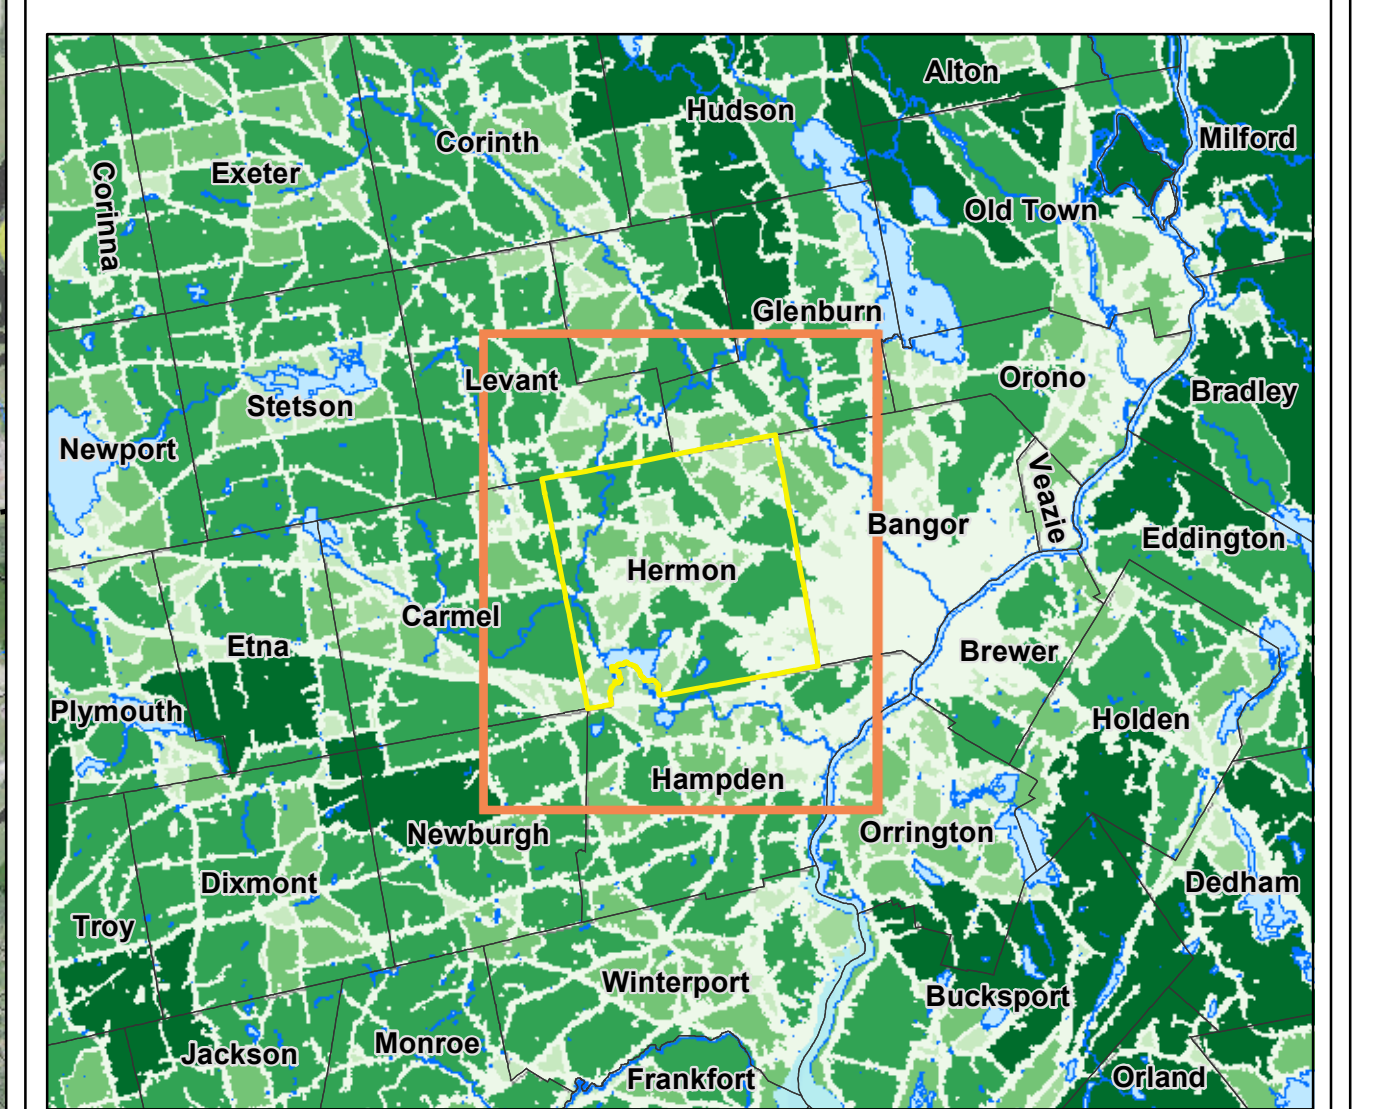 Alton
Hudson
Milford
Corinth
Exeter
Corinna
Old Town
Glenburn
Levant
Orono
Bradley
Stetson
Newport
Veazie
Bangor
Eddington
Hermon
Carmel
Etna
Brewer
Plymouth
Holden
Hampden
Newburgh
Orrington
Dixmont
Dedham
Troy
Winterport
Bucksport
Monroe
Jackson
Frankfort
Orland